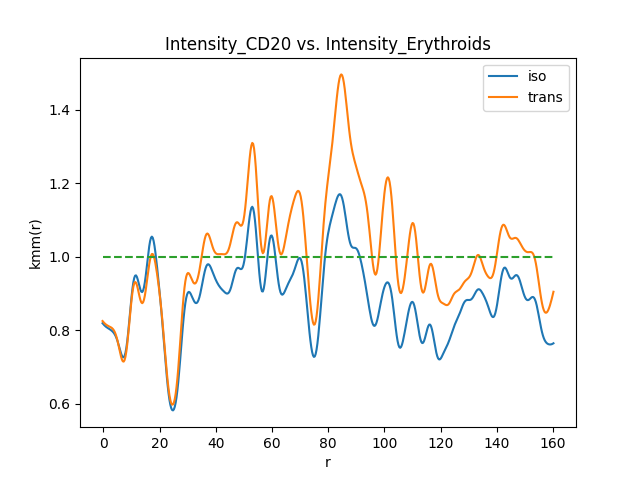 Intensity_CD20 vs. Intensity_Erythroids
iso
trans
kmm(r)
1.4
1.2
1.0
0.8
0.6
0 20 40 60 80 100 120 140 160
r